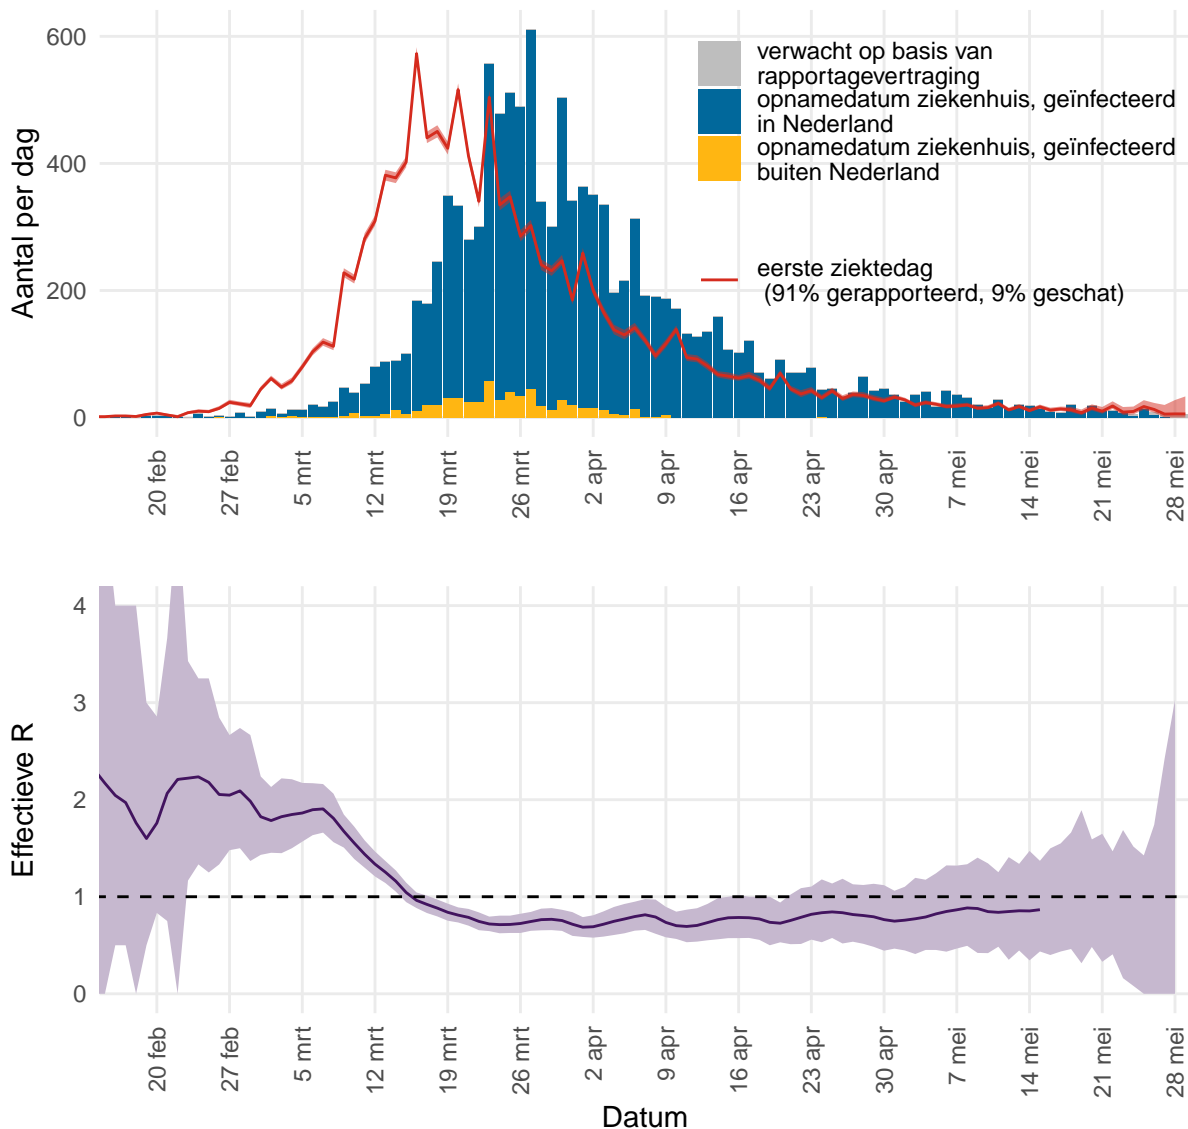 600
400
200
0
Aantal per dag
verwacht op basis van
rapportagevertraging
opnamedatum ziekenhuis, geïnfecteerd
in Nederland
opnamedatum ziekenhuis, geïnfecteerd
buiten Nederland
eerste ziektedag
(91% gerapporteerd, 9% geschat)
20 feb
27 feb
5 mrt
12 mrt
19 mrt
26 mrt
2 apr
9 apr
16 apr
23 apr
30 apr
7 mei
14 mei
21 mei
28 mei
4
3
2
1
0
Effectieve R
20 feb
27 feb
5 mrt
12 mrt
19 mrt
26 mrt
2 apr
9 apr
16 apr
23 apr
30 apr
7 mei
14 mei
21 mei
28 mei
Datum